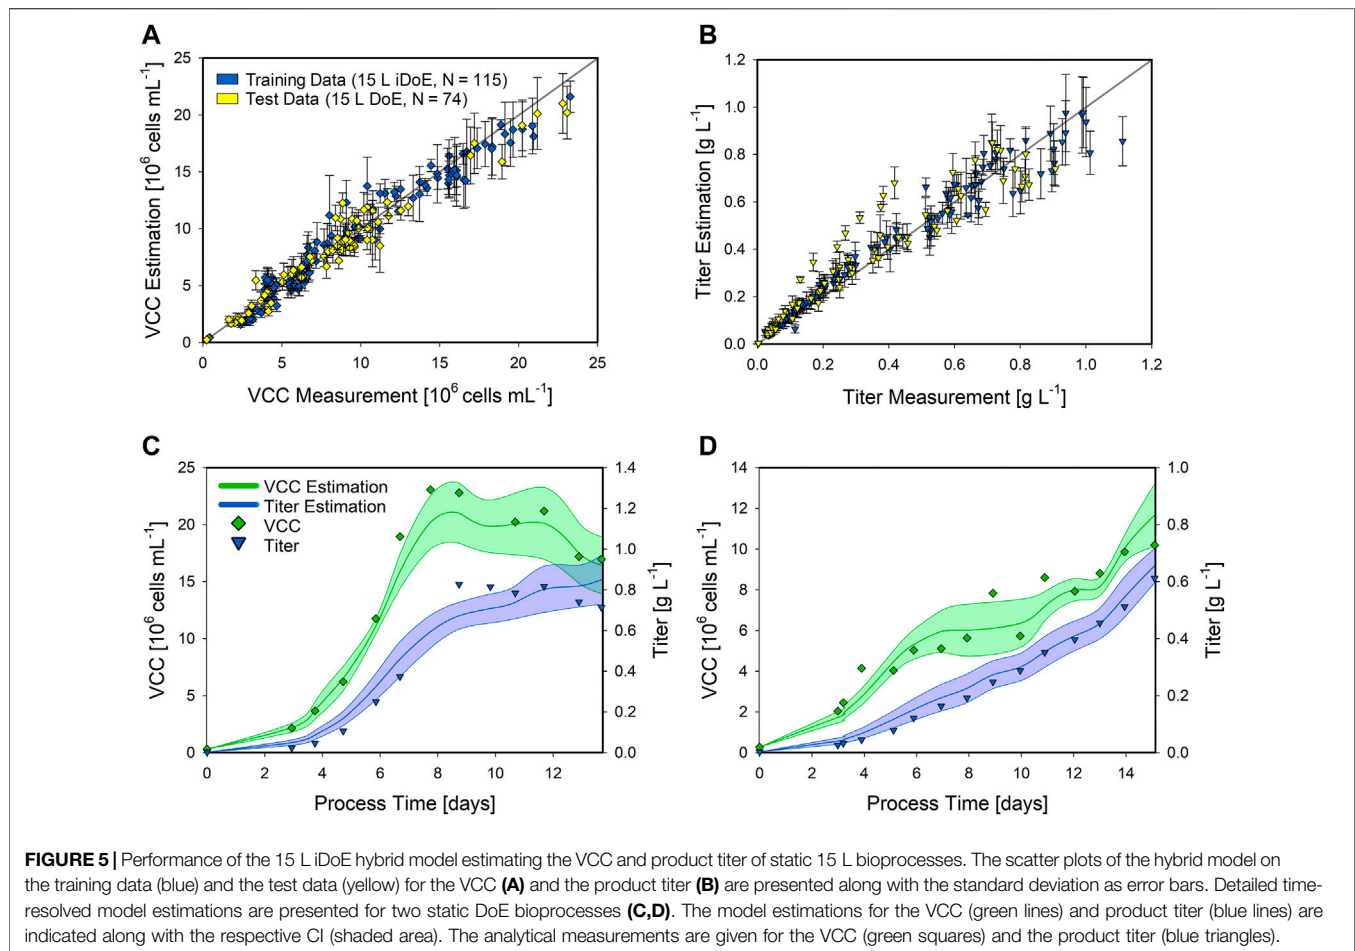 A
25
20
15
10
5
0
VCC Estimation [10⁶ cells mL⁻¹]
Training Data (15 L iDoE, N = 115)
Test Data (15 L DoE, N = 74)
0 5 10 15 20 25
VCC Measurement [10⁶ cells mL⁻¹]
B
1.2
1.0
0.8
0.6
0.4
0.2
0.0
Titer Estimation [g L⁻¹]
0.0 0.2 0.4 0.6 0.8 1.0 1.2
Titer Measurement [g L⁻¹]
C
25
20
15
10
5
0
VCC [10⁶ cells mL⁻¹]
VCC Estimation
Titer Estimation
VCC
Titer
1.4
1.2
1.0
0.8
0.6
0.4
0.2
0.0
Titer [g L⁻¹]
0 2 4 6 8 10 12
Process Time [days]
D
14
12
10
8
6
4
2
0
VCC [10⁶ cells mL⁻¹]
1.0
0.8
0.6
0.4
0.2
0.0
Titer [g L⁻¹]
0 2 4 6 8 10 12 14
Process Time [days]
FIGURE 5 | Performance of the 15 L iDoE hybrid model estimating the VCC and product titer of static 15 L bioprocesses. The scatter plots of the hybrid model on
the training data (blue) and the test data (yellow) for the VCC (A) and the product titer (B) are presented along with the standard deviation as error bars. Detailed time-
resolved model estimations are presented for two static DoE bioprocesses (C,D). The model estimations for the VCC (green lines) and product titer (blue lines) are
indicated along with the respective CI (shaded area). The analytical measurements are given for the VCC (green squares) and the product titer (blue triangles).